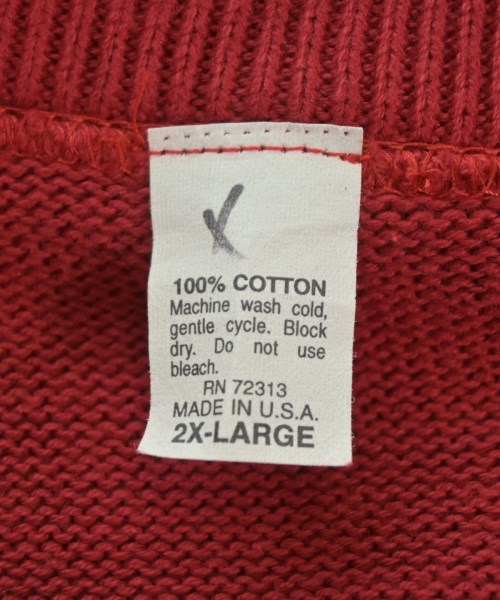 100% COTTON
Machine wash cold,
gentle cycle. Block
dry. Do not use
bleach.
RN 72313
MADE IN U.S.A.
2X-LARGE